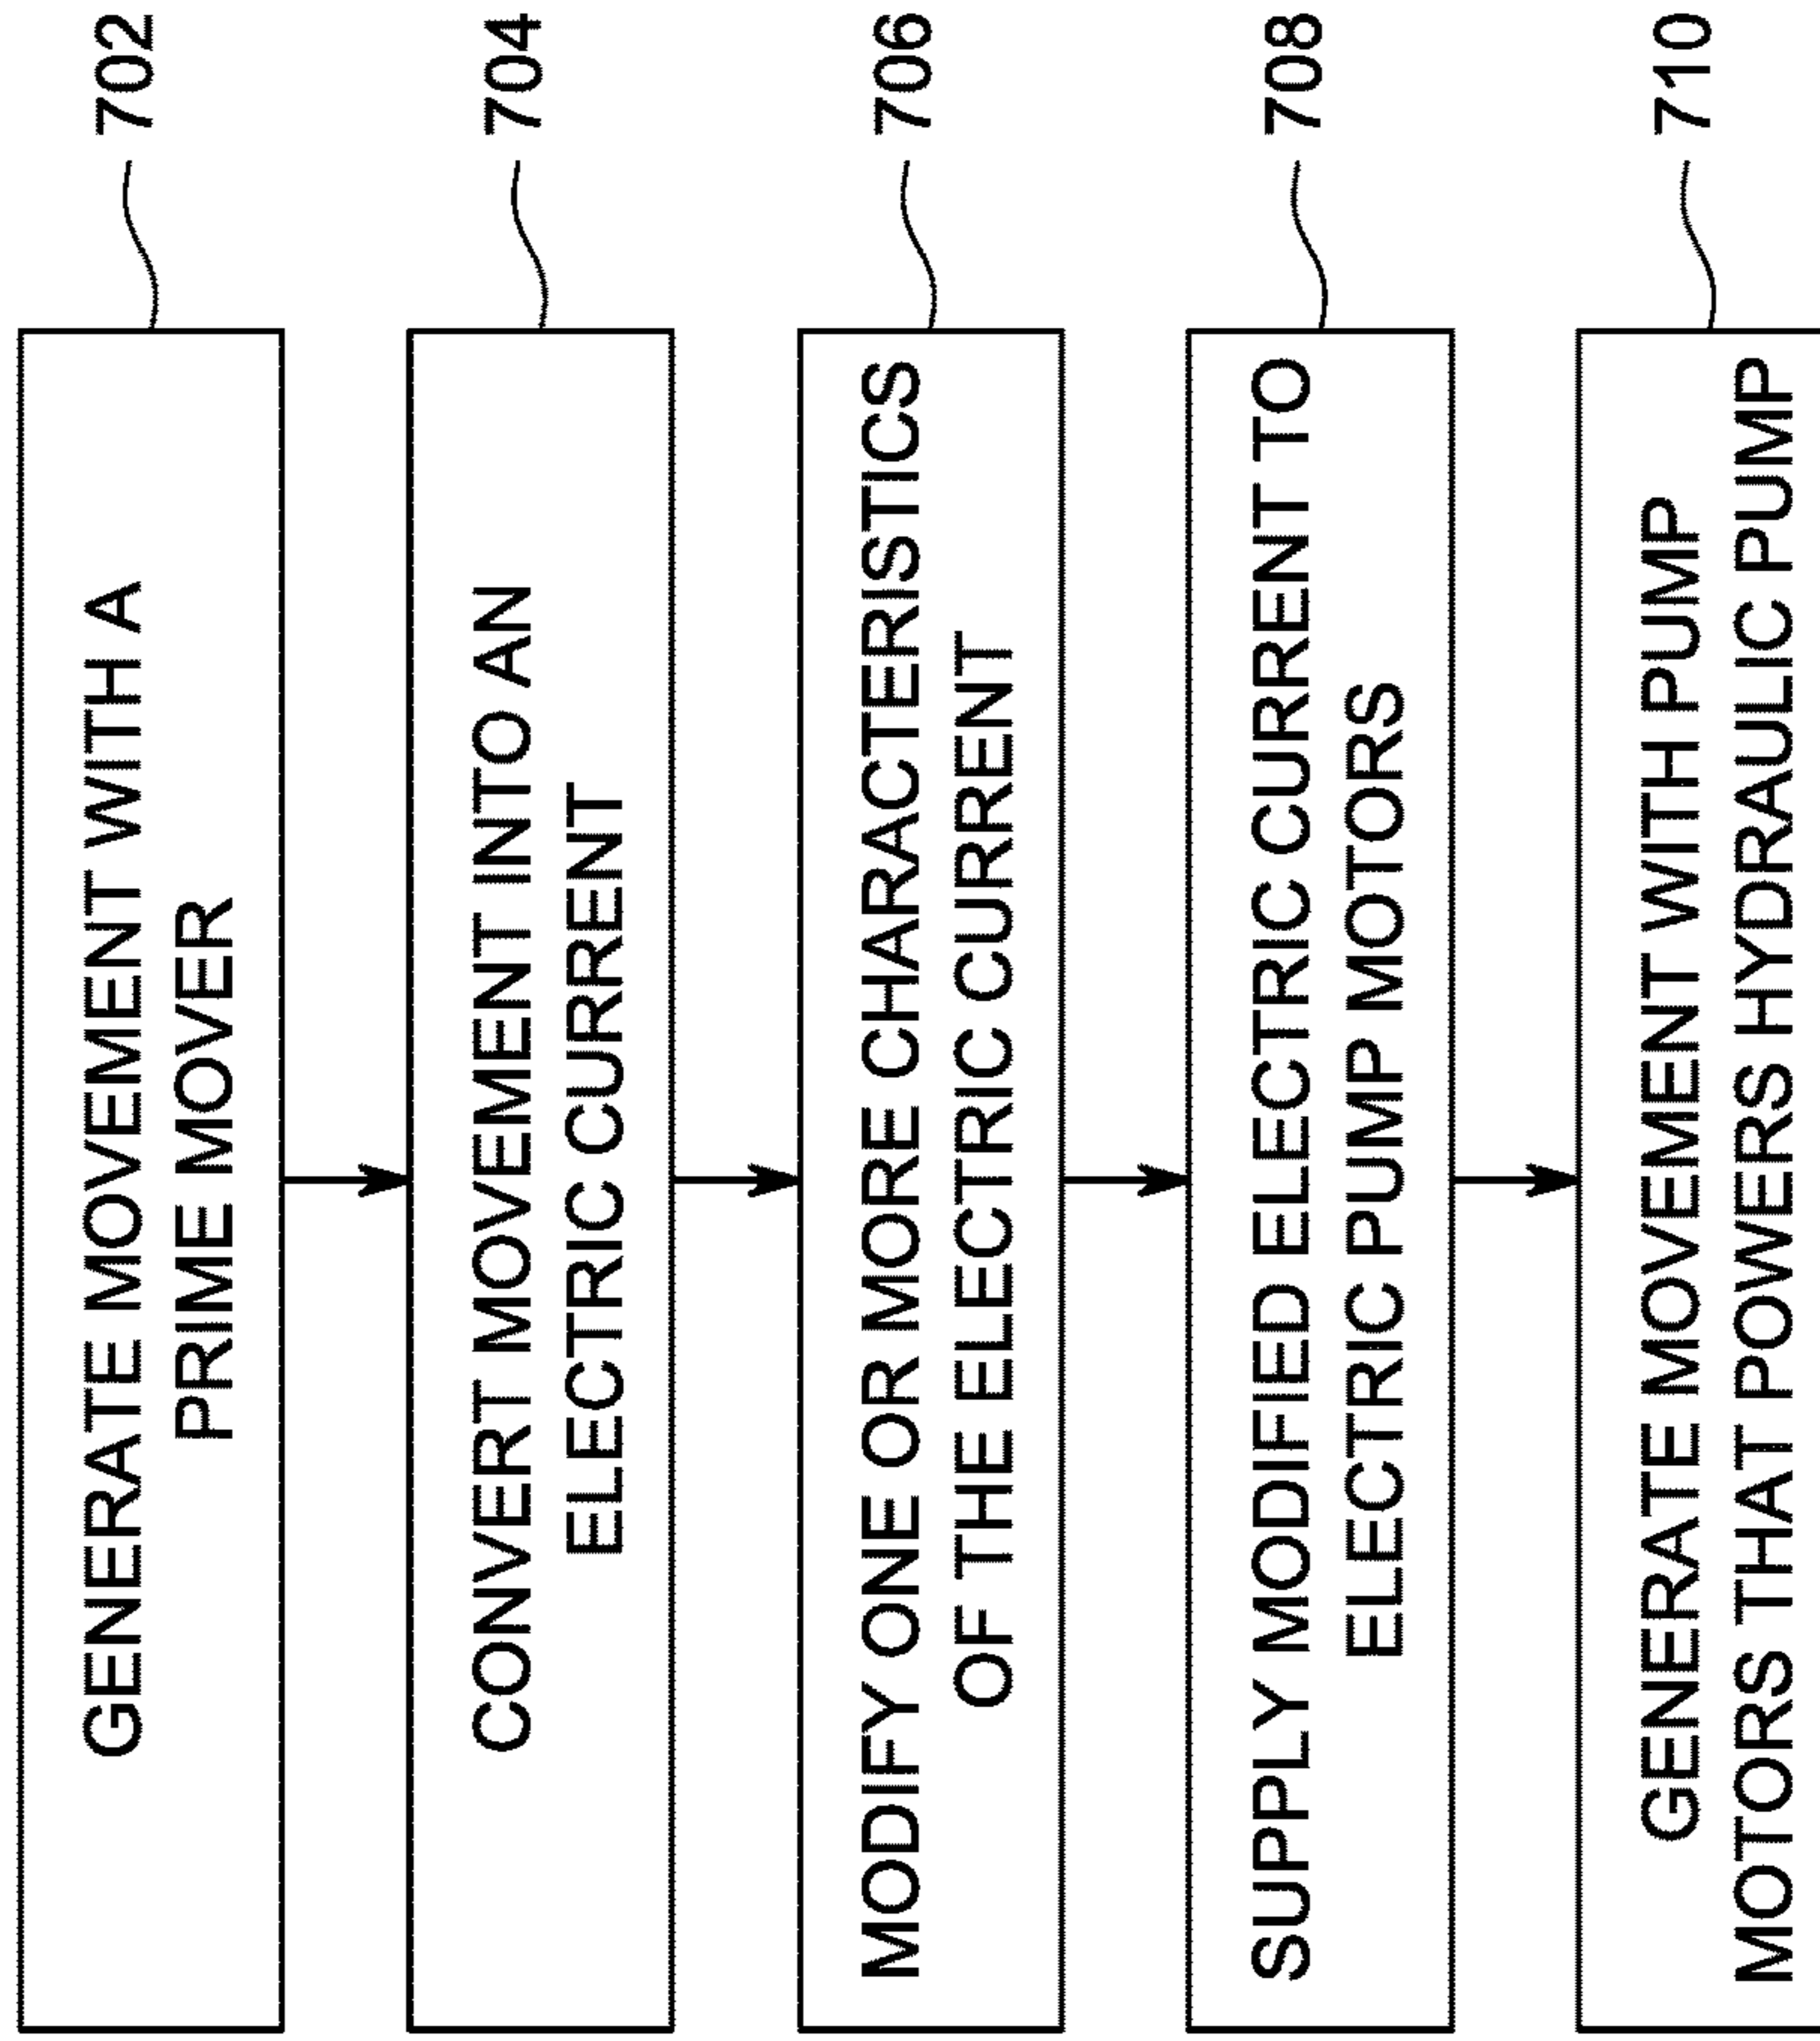 GENERATE MOVEMENT WITH A
PRIME MOVER
702
CONVERT MOVEMENT INTO AN
ELECTRIC CURRENT
704
MODIFY ONE OR MORE CHARACTERISTICS
OF THE ELECTRIC CURRENT
706
SUPPLY MODIFIED ELECTRIC CURRENT TO
ELECTRIC PUMP MOTORS
708
GENERATE MOVEMENT WITH PUMP
MOTORS THAT POWERS HYDRAULIC PUMP
710